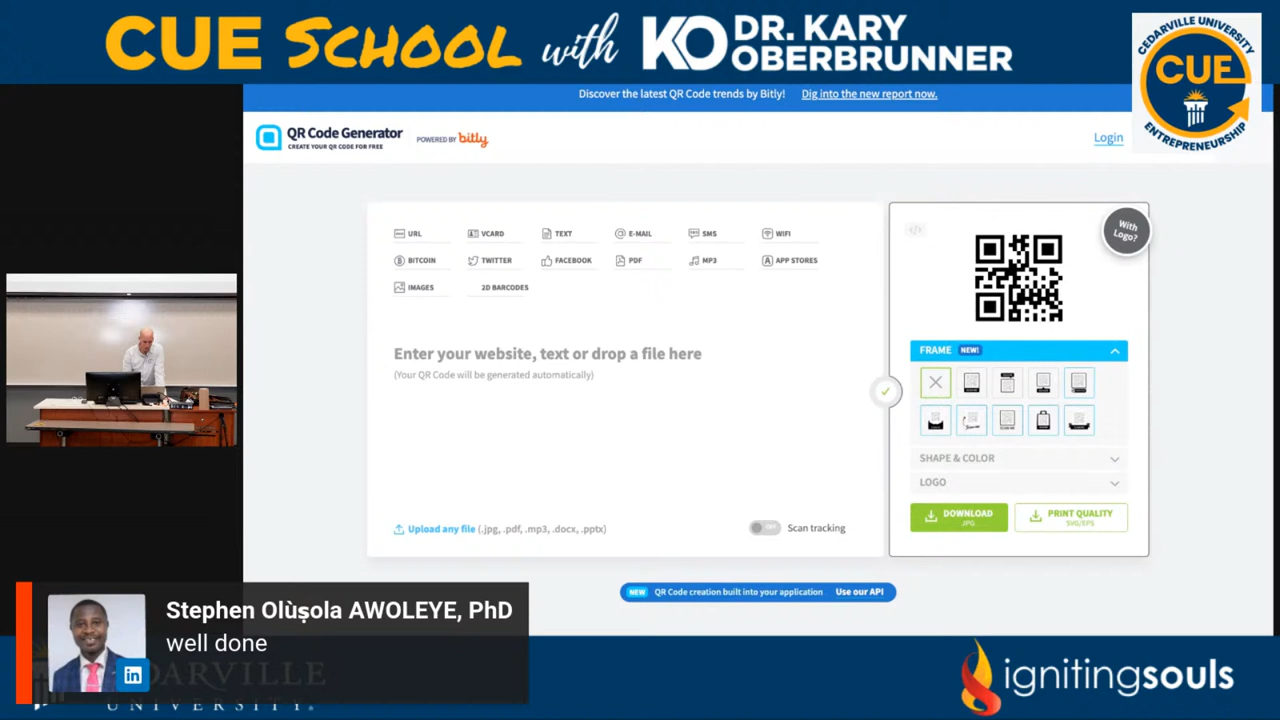 CUE SCHOOL with KO DR. KARY OBERBRUNNER
CEDARVILLE UNIVERSITY
CUE
ENTREPRENEURSHIP
Discover the latest QR Code trends by Bitly! Dig into the new report now.
QR Code Generator
CREATE YOUR QR CODE FOR FREE
POWERED BY bitly
Login
URL VCARD TEXT E-MAIL SMS WIFI
BITCOIN TWITTER FACEBOOK PDF MP3 APP STORES
IMAGES 2D BARCODES
Enter your website, text or drop a file here
(Your QR Code will be generated automatically)
Upload any file (.jpg, .pdf, .mp3, .docx, .pptx)
OFF Scan tracking
With
Logo?
FRAME NEW!
SHAPE & COLOR
LOGO
DOWNLOAD
JPG
PRINT QUALITY
SVG/EPS
NEW QR Code creation built into your application Use our API
Stephen Olùṣola AWOLEYE, PhD
well done
in
DARVILLE
UNIVERSITY.
ignitingsouls